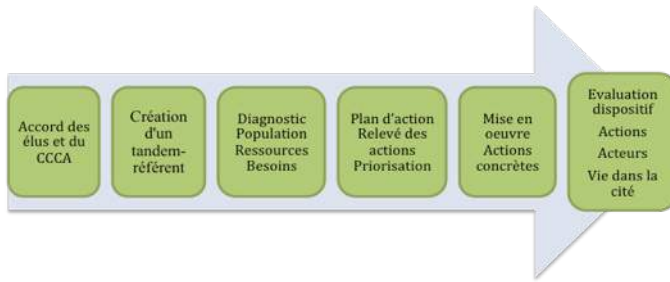 Accord des
élus et du
CCCA
Création
d'un
tandem-
référent
Diagnostic
Population
Ressources
Besoins
Plan d'action
Relevé des
actions
Priorisation
Mise en
oeuvre
Actions
concrètes
Evaluation
dispositif
Actions
Acteurs
Vie dans la
cité